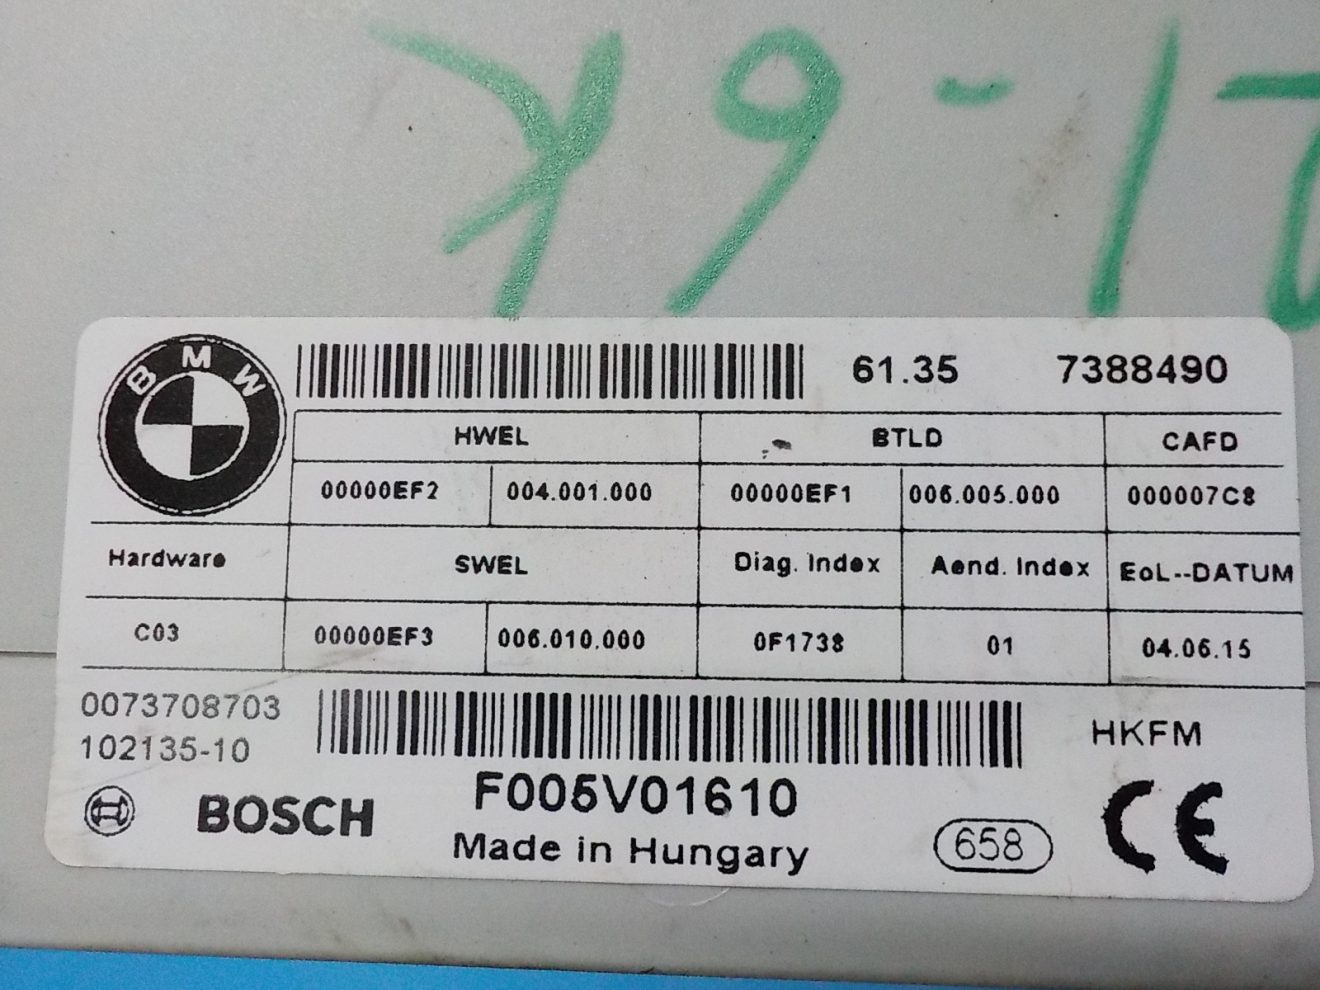 BMW 61.35 7388490
HWEL BTLD CAFD
00000EF2 004.001.000 00000EF1 006.005.000 000007C8
Hardware SWEL Diag. Index Aend. Index EoL--DATUM
C03 00000EF3 006.010.000 0F1738 01 04.06.15
0073708703
102135-10
HKFM
F005V01610
BOSCH Made in Hungary 658 CE